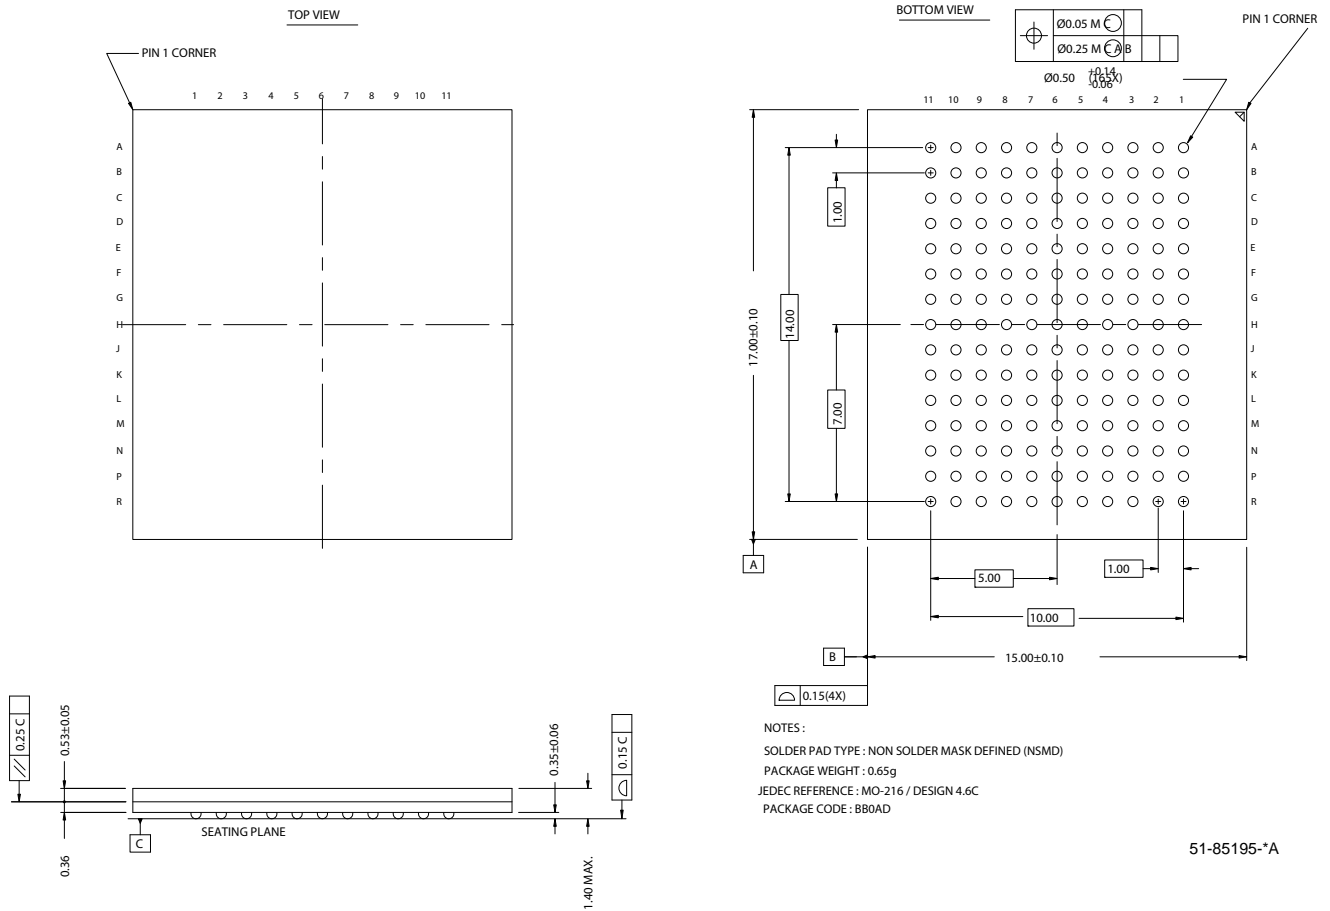 TOP VIEW
PIN 1 CORNER
1 2 3 4 5 6 7 8 9 10 11
A
B
C
D
E
F
G
H
J
K
L
M
N
P
R
BOTTOM VIEW
PIN 1 CORNER
Ø0.05 M C
Ø0.25 M C A B
Ø0.50 +0.14 -0.06 (165X)
11 10 9 8 7 6 5 4 3 2 1
A
B
C
D
E
F
G
H
J
K
L
M
N
P
R
1.00
14.00
17.00±0.10
7.00
A
5.00
1.00
10.00
B
15.00±0.10
0.15(4X)
0.25 C
0.53±0.05
0.35±0.06
0.15 C
SEATING PLANE
C
0.36
1.40 MAX.
NOTES :
SOLDER PAD TYPE : NON SOLDER MASK DEFINED (NSMD)
PACKAGE WEIGHT : 0.65g
JEDEC REFERENCE : MO-216 / DESIGN 4.6C
PACKAGE CODE : BB0AD
51-85195-*A